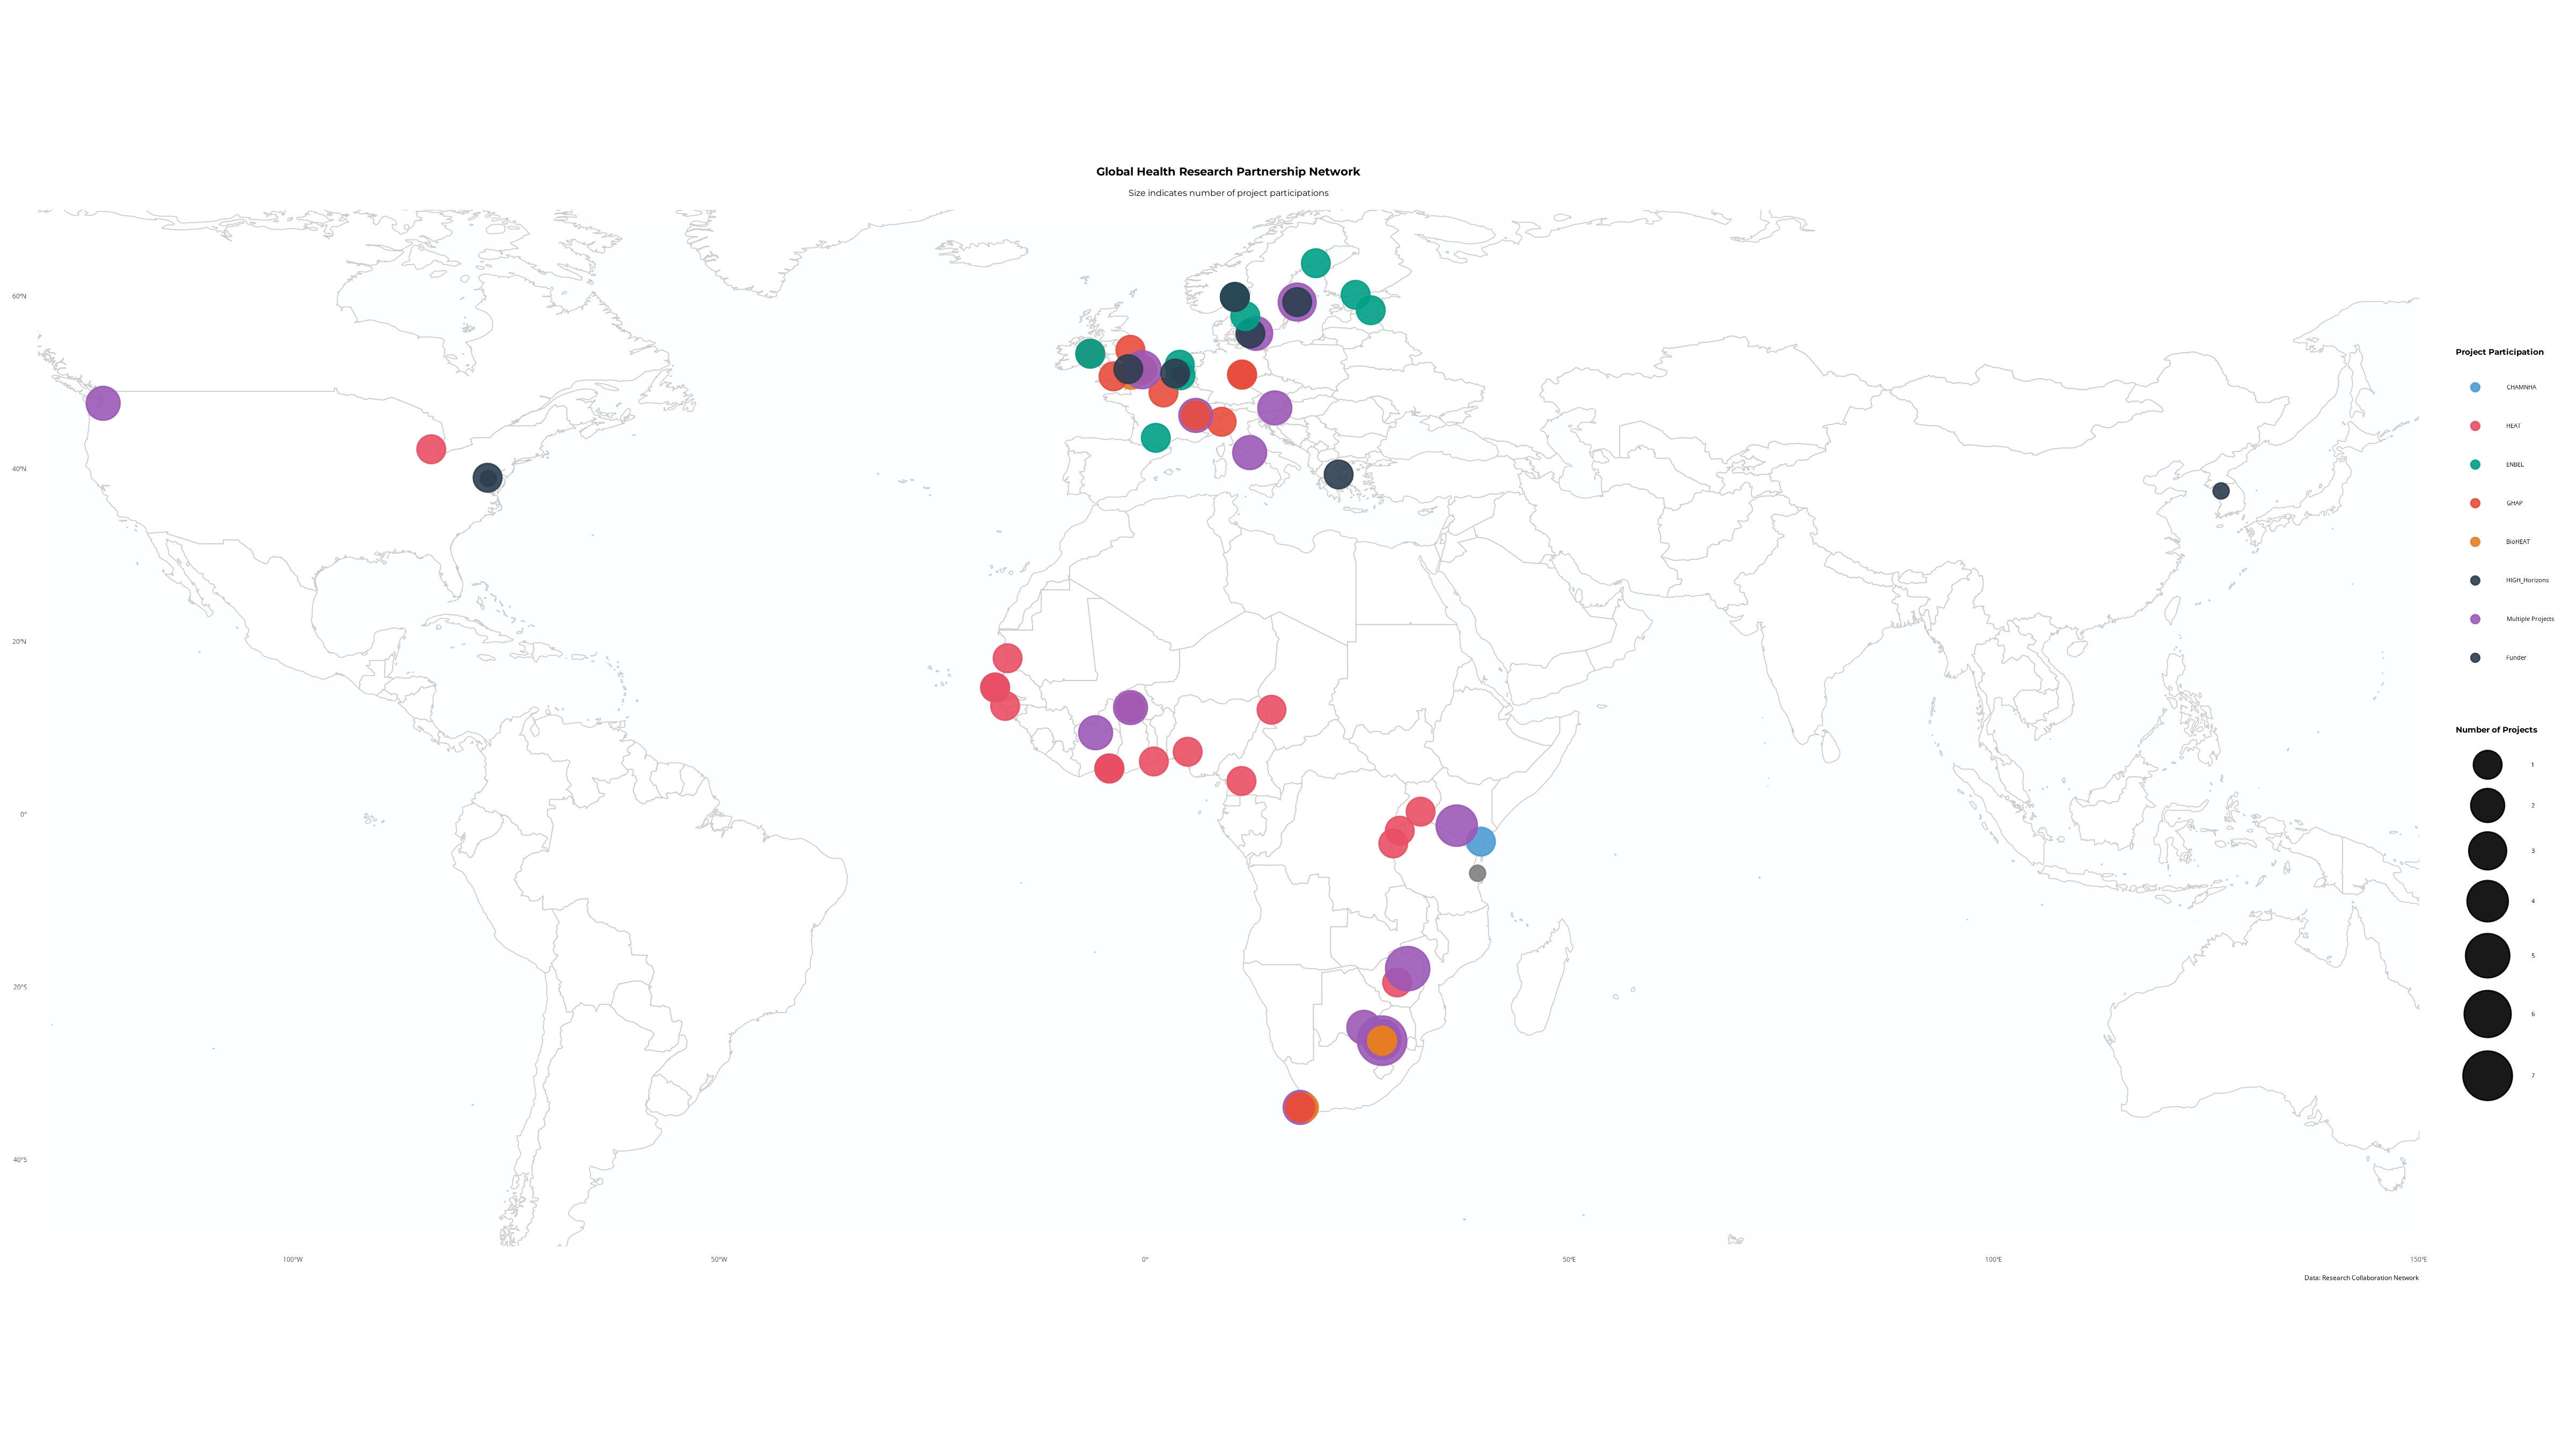 Global Health Research Partnership Network
Size indicates number of project participations
60°N
40°N
20°N
0°
20°S
40°S
100°W
50°W
0°
50°E
100°E
150°E
Data: Research Collaboration Network
Project Participation
CHAMNHA
HEAT
ENBEL
GHAP
BioHEAT
HIGH_Horizons
Multiple Projects
Funder
Number of Projects
1
2
3
4
5
6
7